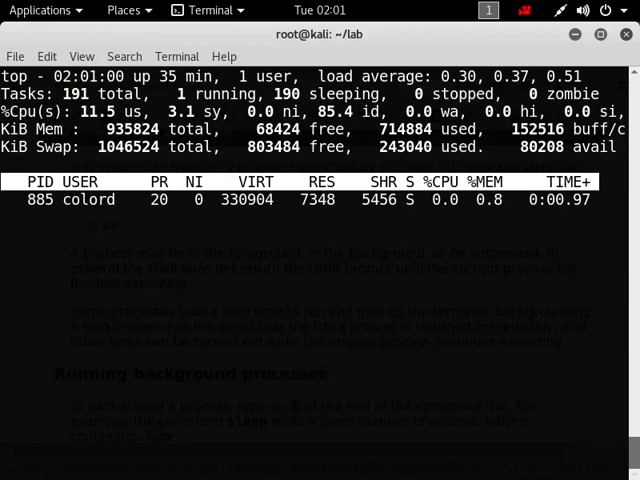 Applications Places Terminal Tue 02:01 1
root@kali: ~/lab
File Edit View Search Terminal Help
top - 02:01:00 up 35 min, 1 user, load average: 0.30, 0.37, 0.51
Tasks: 191 total, 1 running, 190 sleeping, 0 stopped, 0 zombie
%Cpu(s): 11.5 us, 3.1 sy, 0.0 ni, 85.4 id, 0.0 wa, 0.0 hi, 0.0 si,
KiB Mem : 935824 total, 68424 free, 714884 used, 152516 buff/c
KiB Swap: 1046524 total, 803484 free, 243040 used. 80208 avail
PID USER PR NI VIRT RES SHR S %CPU %MEM TIME+
885 colord 20 0 330904 7348 5456 S 0.0 0.8 0:00.97
% ps
A process may be in the foreground, in the background, or be suspended. In
general the shell does not return the UNIX prompt until the current process has
finished executing.
Some processes take a long time to run and hold up the terminal. Backgrounding
a long process has the effect that the UNIX prompt is returned immediately, and
other tasks can be carried out while the original process continues executing.
Running background processes
To background a process, type an & at the end of the command line. For
example, the command sleep waits a given number of seconds before
continuing. Type